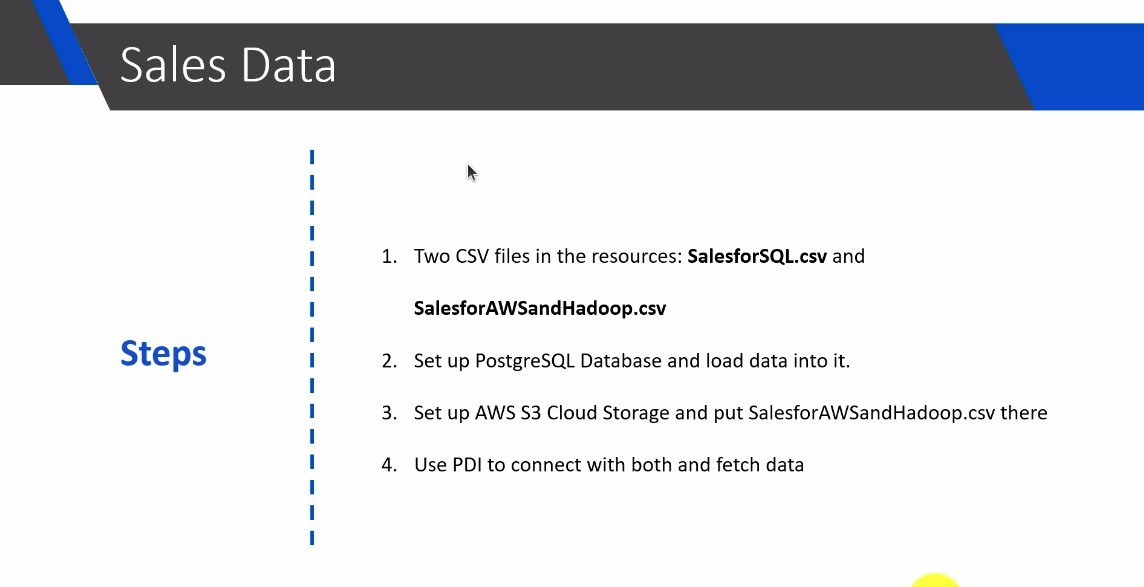 Sales Data
Steps
1. Two CSV files in the resources: SalesforSQL.csv and
SalesforAWSandHadoop.csv
2. Set up PostgreSQL Database and load data into it.
3. Set up AWS S3 Cloud Storage and put SalesforAWSandHadoop.csv there
4. Use PDI to connect with both and fetch data